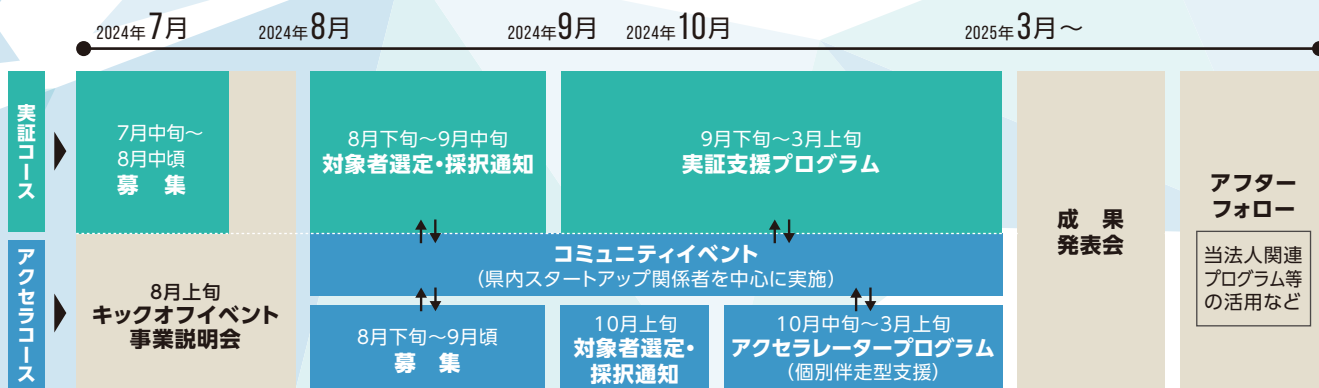 2024年7月
2024年8月
2024年9月
2024年10月
2025年3月～
実証コース
7月中旬～
8月中頃
募　集
8月下旬～9月中旬
対象者選定・採択通知
9月下旬～3月上旬
実証支援プログラム
コミュニティイベント
（県内スタートアップ関係者を中心に実施）
アクセラコース
8月上旬
キックオフイベント
事業説明会
8月下旬～9月頃
募　集
10月上旬
対象者選定・
採択通知
10月中旬～3月上旬
アクセラレータープログラム
（個別伴走型支援）
成　果
発表会
アフター
フォロー
当法人関連
プログラム等
の活用など